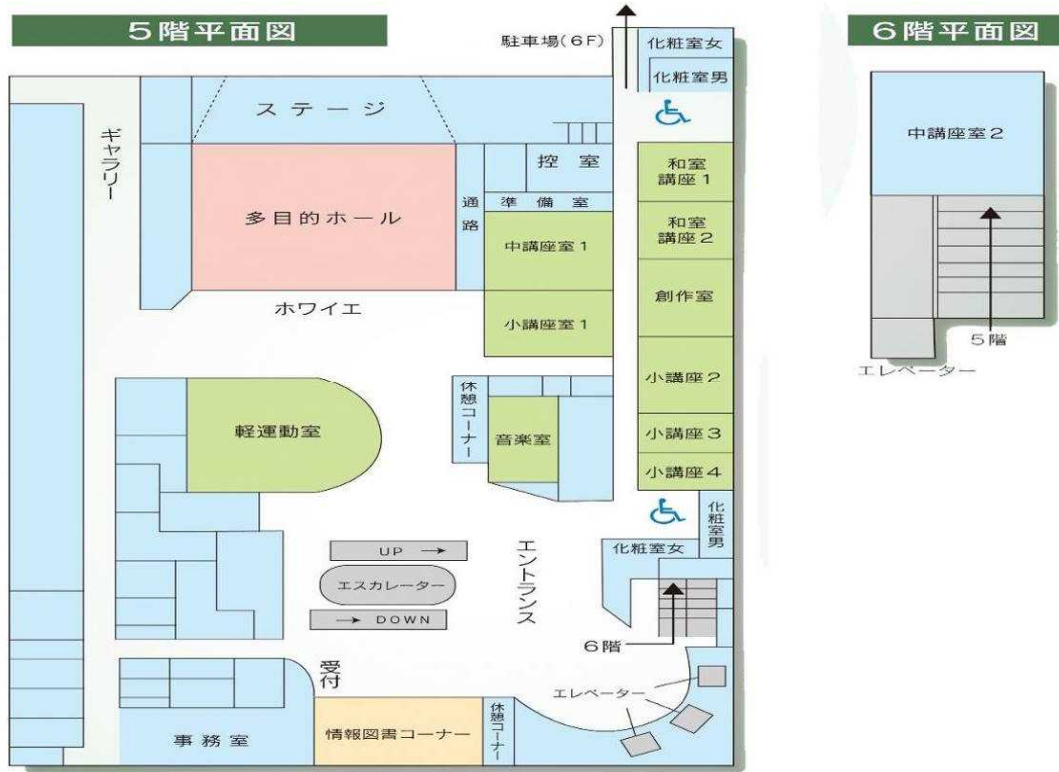 5階平面図
6階平面図
駐車場(6F)
化粧室女
化粧室男
ステージ
ギャラリー
控室
和室
講座1
中講座室2
多目的ホール
通路
準備室
和室
講座2
中講座室1
創作室
ホワイエ
小講座室1
5階
エレベーター
小講座2
休憩コーナー
軽運動室
音楽室
小講座3
小講座4
化粧室男
化粧室女
UP →
エスカレーター
→ DOWN
エントランス
6階
受付
エレベーター
事務室
情報図書コーナー
休憩コーナー